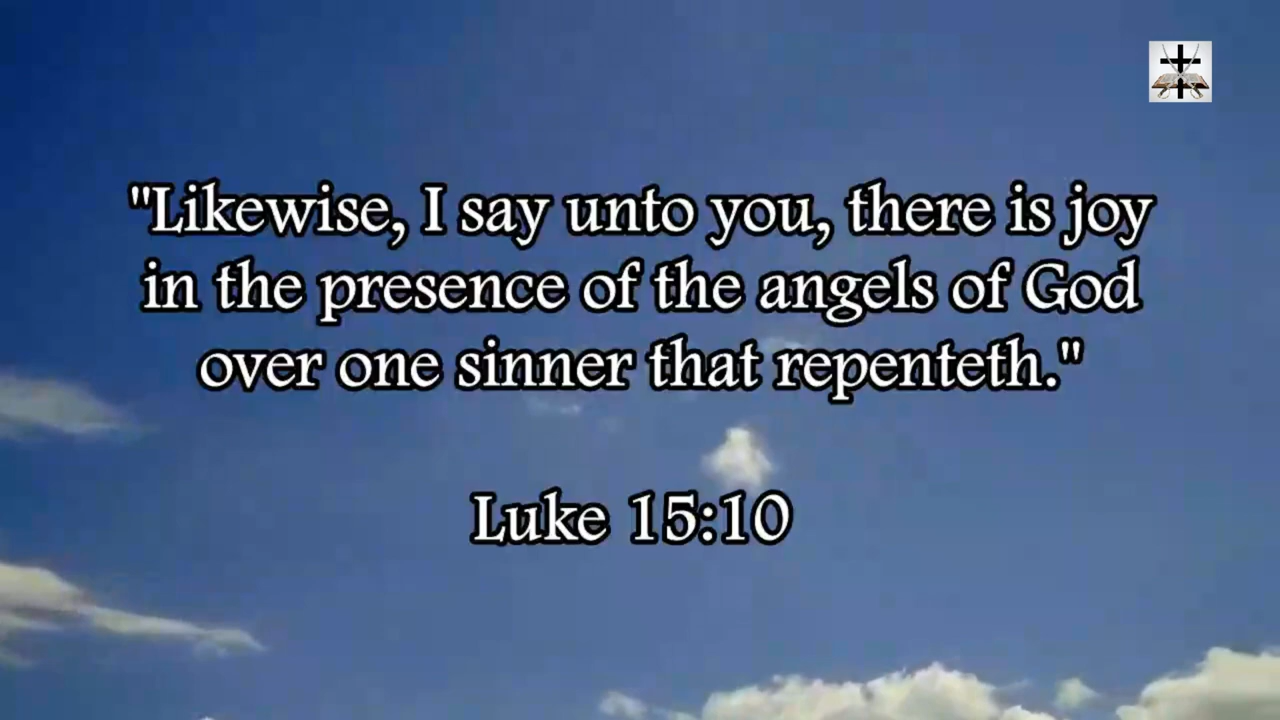 "Likewise, I say unto you, there is joy
in the presence of the angels of God
over one sinner that repenteth."
Luke 15:10